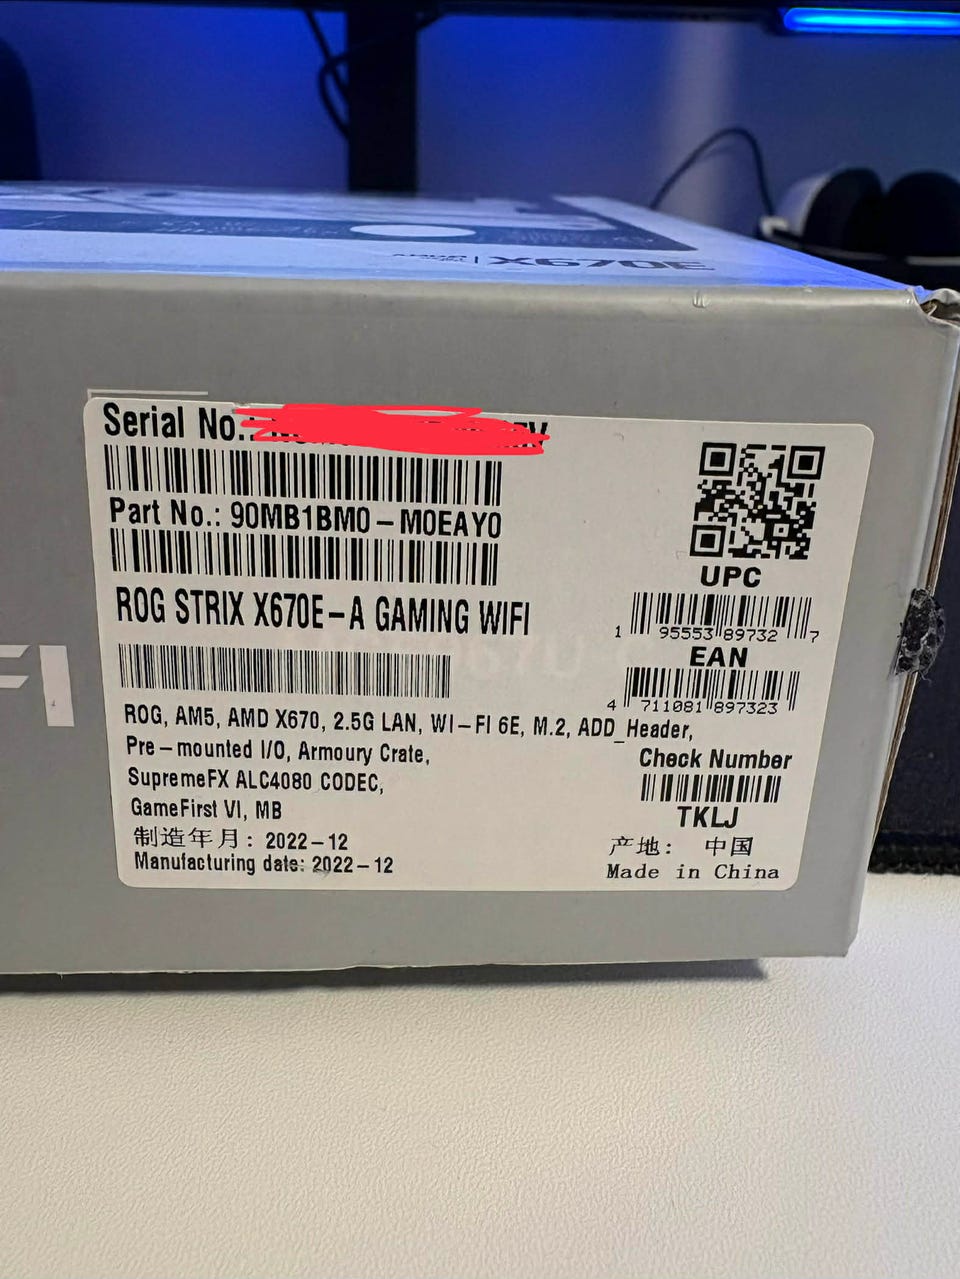 X670E
Serial No.:
Part No.: 90MB1BM0-M0EAY0
ROG STRIX X670E-A GAMING WIFI
UPC
1 95553 89732 7
EAN
4 711081 897323
ROG, AM5, AMD X670, 2.5G LAN, WI-FI 6E, M.2, ADD_Header,
Pre-mounted I/O, Armoury Crate,
SupremeFX ALC4080 CODEC,
GameFirst VI, MB
制造年月: 2022-12
Manufacturing date: 2022-12
Check Number
TKLJ
产地: 中国
Made in China
FI